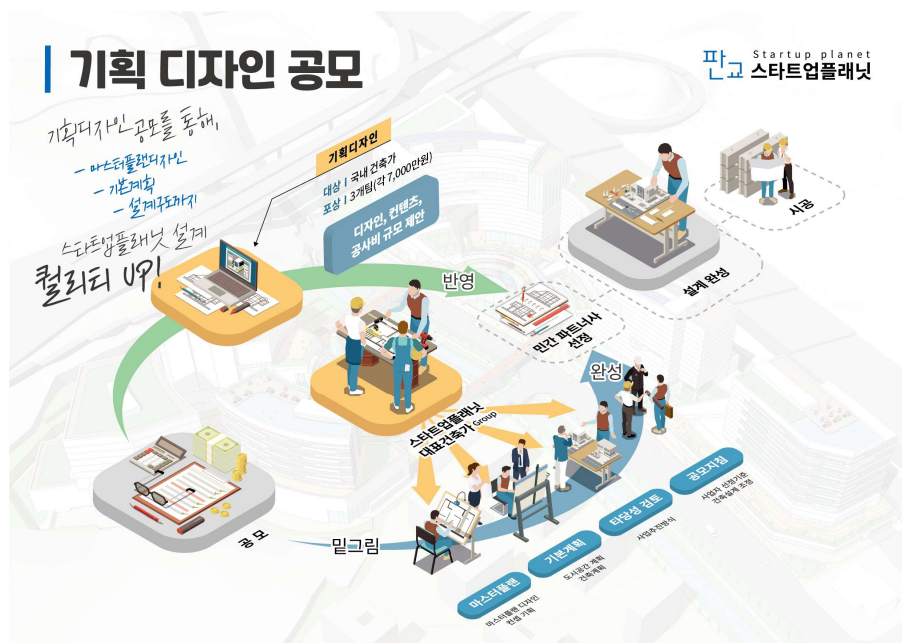 기획 디자인 공모
Startup planet
판교 스타트업플래닛
기획디자인 공모를 통해,
- 마스터플랜디자인
- 기본계획
- 설계구도까지
스타트업플래닛 설계
퀄리티 UP!
기획디자인
대상 | 국내 건축가
포상 | 3개팀(각 7,000만원)
디자인, 컨텐츠,
공사비 규모 제안
반영
시공
설계 완성
민간 파트너사
선정
완성
스타트업플래닛
대표건축가 Group
공모
밑그림
마스터플랜
마스터플랜 디자인
컨셉 기획
기본계획
도시공간 계획
건축계획
타당성 검토
사업추진방식
공모지침
사업자 선정기준
건축설계 조정